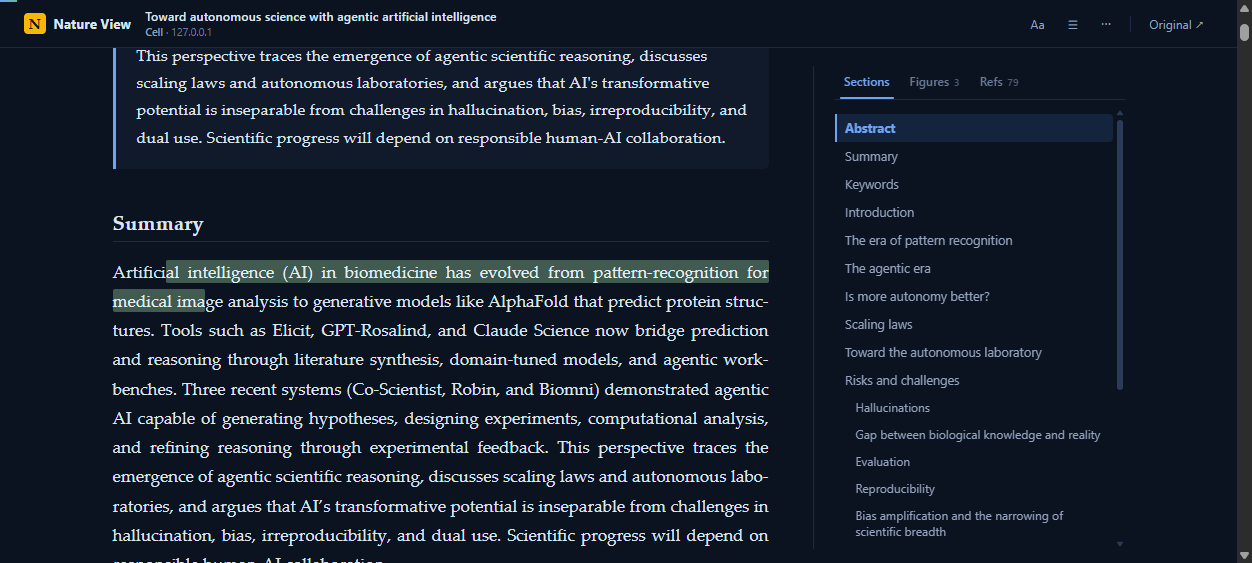 N Nature View
Toward autonomous science with agentic artificial intelligence
Cell · 127.0.0.1
Aa ☰ ··· Original ↗
This perspective traces the emergence of agentic scientific reasoning, discusses
scaling laws and autonomous laboratories, and argues that AI's transformative
potential is inseparable from challenges in hallucination, bias, irreproducibility, and
dual use. Scientific progress will depend on responsible human-AI collaboration.
Summary
Artificial intelligence (AI) in biomedicine has evolved from pattern-recognition for
medical image analysis to generative models like AlphaFold that predict protein struc-
tures. Tools such as Elicit, GPT-Rosalind, and Claude Science now bridge prediction
and reasoning through literature synthesis, domain-tuned models, and agentic work-
benches. Three recent systems (Co-Scientist, Robin, and Biomni) demonstrated agentic
AI capable of generating hypotheses, designing experiments, computational analysis,
and refining reasoning through experimental feedback. This perspective traces the
emergence of agentic scientific reasoning, discusses scaling laws and autonomous labo-
ratories, and argues that AI’s transformative potential is inseparable from challenges in
hallucination, bias, irreproducibility, and dual use. Scientific progress will depend on
responsible human-AI collaboration.
Sections Figures 3 Refs 79
Abstract
Summary
Keywords
Introduction
The era of pattern recognition
The agentic era
Is more autonomy better?
Scaling laws
Toward the autonomous laboratory
Risks and challenges
Hallucinations
Gap between biological knowledge and reality
Evaluation
Reproducibility
Bias amplification and the narrowing of
scientific breadth